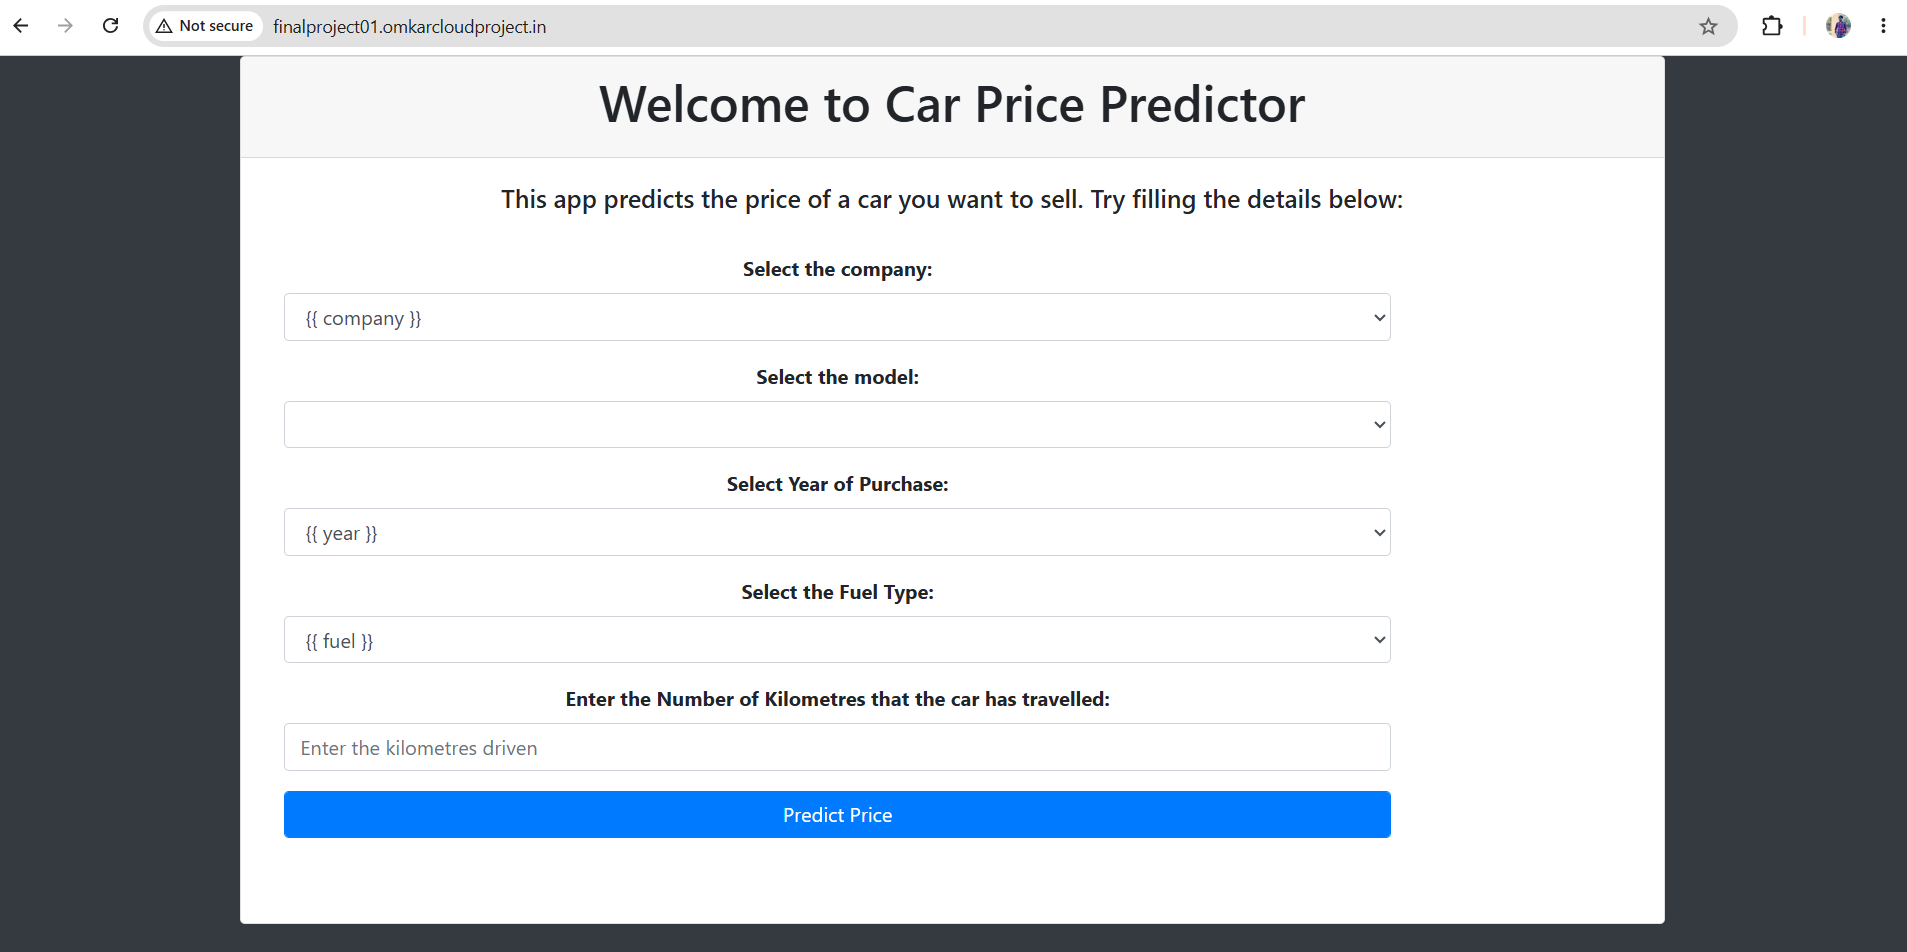 Not secure
finalproject01.omkarcloudproject.in
Welcome to Car Price Predictor
This app predicts the price of a car you want to sell. Try filling the details below:
Select the company:
{{ company }}
Select the model:
Select Year of Purchase:
{{ year }}
Select the Fuel Type:
{{ fuel }}
Enter the Number of Kilometres that the car has travelled:
Enter the kilometres driven
Predict Price